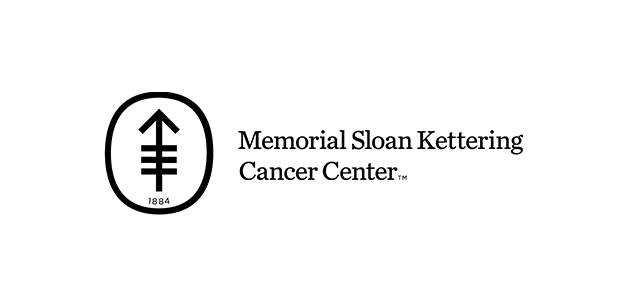 1884
Memorial Sloan Kettering
Cancer Center™